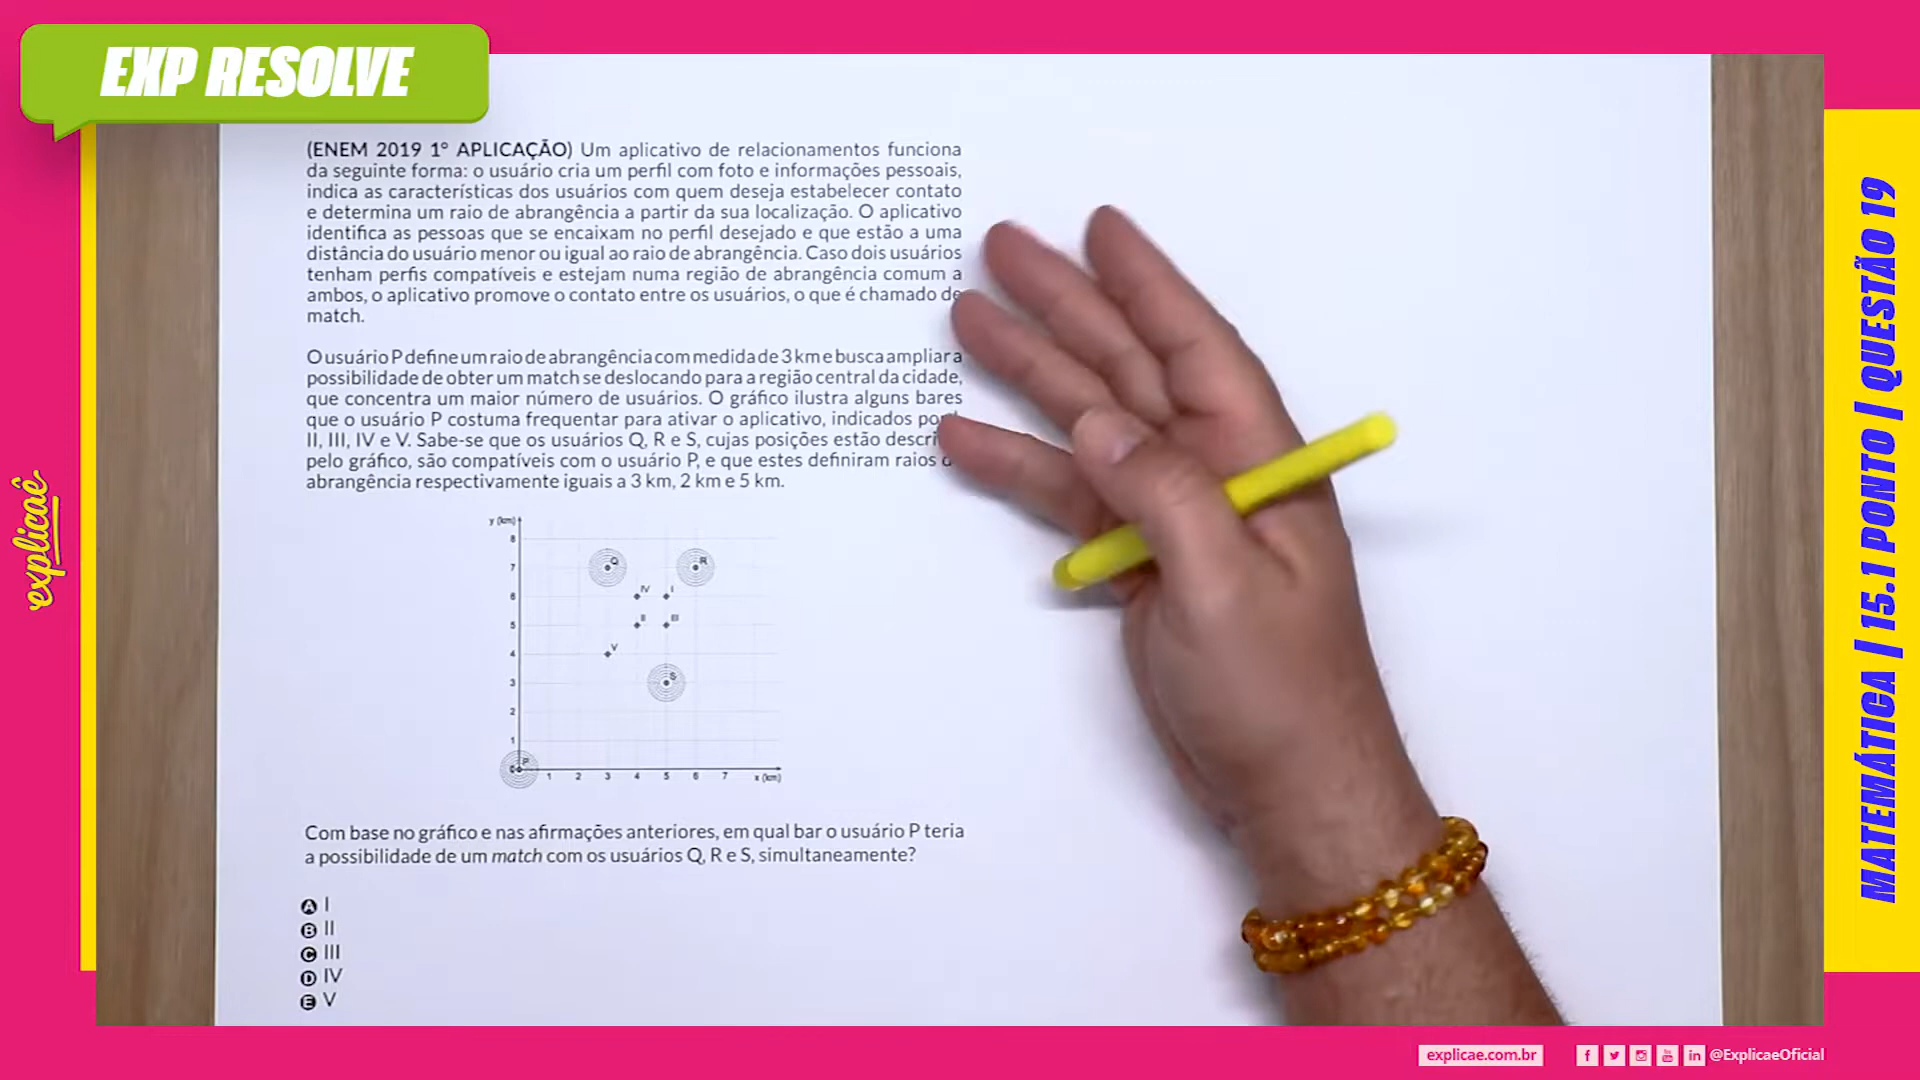 EXP RESOLVE
(ENEM 2019 1° APLICAÇÃO) Um aplicativo de relacionamentos funciona
da seguinte forma: o usuário cria um perfil com foto e informações pessoais,
indica as características dos usuários com quem deseja estabelecer contato
e determina um raio de abrangência a partir da sua localização. O aplicativo
identifica as pessoas que se encaixam no perfil desejado e que estão a uma
distância do usuário menor ou igual ao raio de abrangência. Caso dois usuários
tenham perfis compatíveis e estejam numa região de abrangência comum a
ambos, o aplicativo promove o contato entre os usuários, o que é chamado de
match.
O usuário P define um raio de abrangência com medida de 3 km e busca ampliar a
possibilidade de obter um match se deslocando para a região central da cidade,
que concentra um maior número de usuários. O gráfico ilustra alguns bares
que o usuário P costuma frequentar para ativar o aplicativo, indicados
II, III, IV e V. Sabe-se que os usuários Q, R e S, cujas posições estão
pelo gráfico, são compatíveis com o usuário P, e que estes definiram raios
abrangência respectivamente iguais a 3 km, 2 km e 5 km.
y (km)
8
7 Q R
6 IV I
5 II III
4 V
3 S
2
1
0 P
1 2 3 4 5 6 7 x (km)
Com base no gráfico e nas afirmações anteriores, em qual bar o usuário P teria
a possibilidade de um match com os usuários Q, R e S, simultaneamente?
A I
B II
C III
D IV
E V
explicaê
MATEMÁTICA | 15.1 PONTO | QUESTÃO 19
explicae.com.br
@ExplicaeOficial